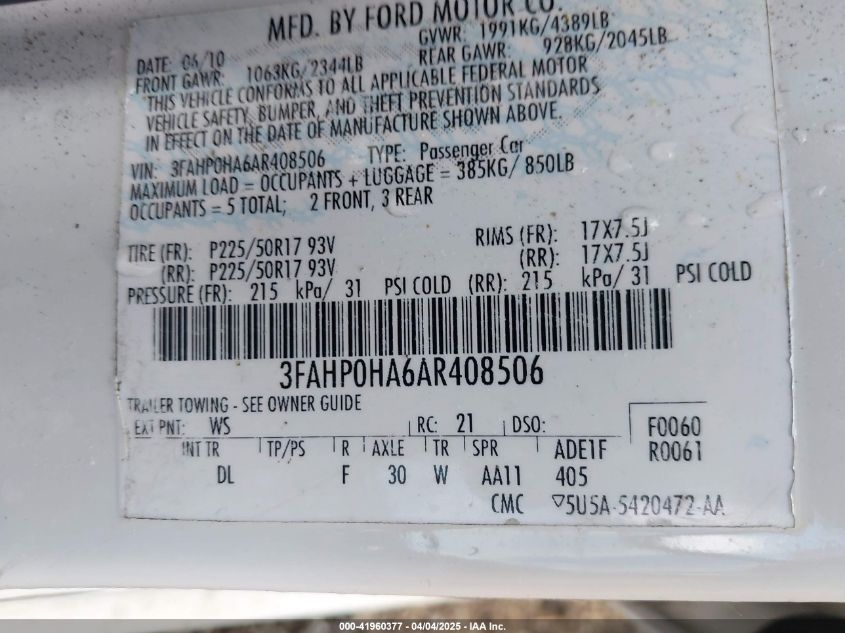 MFD. BY FORD MOTOR CO.
DATE: 06/10 GVWR: 1991KG/4389LB
FRONT GAWR: 1063KG/2344LB REAR GAWR: 928KG/2045LB
THIS VEHICLE CONFORMS TO ALL APPLICABLE FEDERAL MOTOR
VEHICLE SAFETY, BUMPER, AND THEFT PREVENTION STANDARDS
IN EFFECT ON THE DATE OF MANUFACTURE SHOWN ABOVE.
VIN: 3FAHP0HA6AR408506 TYPE: Passenger Car
MAXIMUM LOAD = OCCUPANTS + LUGGAGE = 385KG/ 850LB
OCCUPANTS = 5 TOTAL; 2 FRONT, 3 REAR
TIRE (FR): P225/50R17 93V RIMS (FR): 17X7.5J
(RR): P225/50R17 93V (RR): 17X7.5J
PRESSURE (FR): 215 kPa/ 31 PSI COLD (RR): 215 kPa/ 31 PSI COLD
3FAHP0HA6AR408506
TRAILER TOWING - SEE OWNER GUIDE
EXT PNT: WS RC: 21 DSO: F0060
INT TR TP/PS R AXLE TR SPR ADE1F R0061
DL F 30 W AA11 405
CMC ▽5U5A-5420472-AA
000-41960377 - 04/04/2025 - IAA Inc.